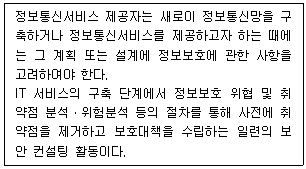 정보통신서비스 제공자는 새로이 정보통신망을 구
축하거나 정보통신서비스를 제공하고자 하는 때에
는 그 계획 또는 설계에 정보보호에 관한 사항을
고려하여야 한다.
IT 서비스의 구축 단계에서 정보보호 위협 및 취
약점 분석ㆍ위험분석 등의 절차를 통해 사전에 취
약점을 제거하고 보호대책을 수립하는 일련의 보
안 컨설팅 활동이다.